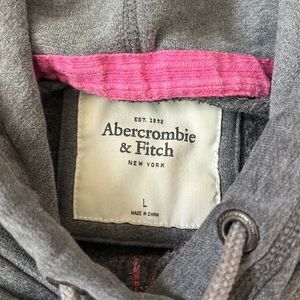 EST. 1892
Abercrombie
& Fitch
NEW YORK
L
MADE IN CHINA